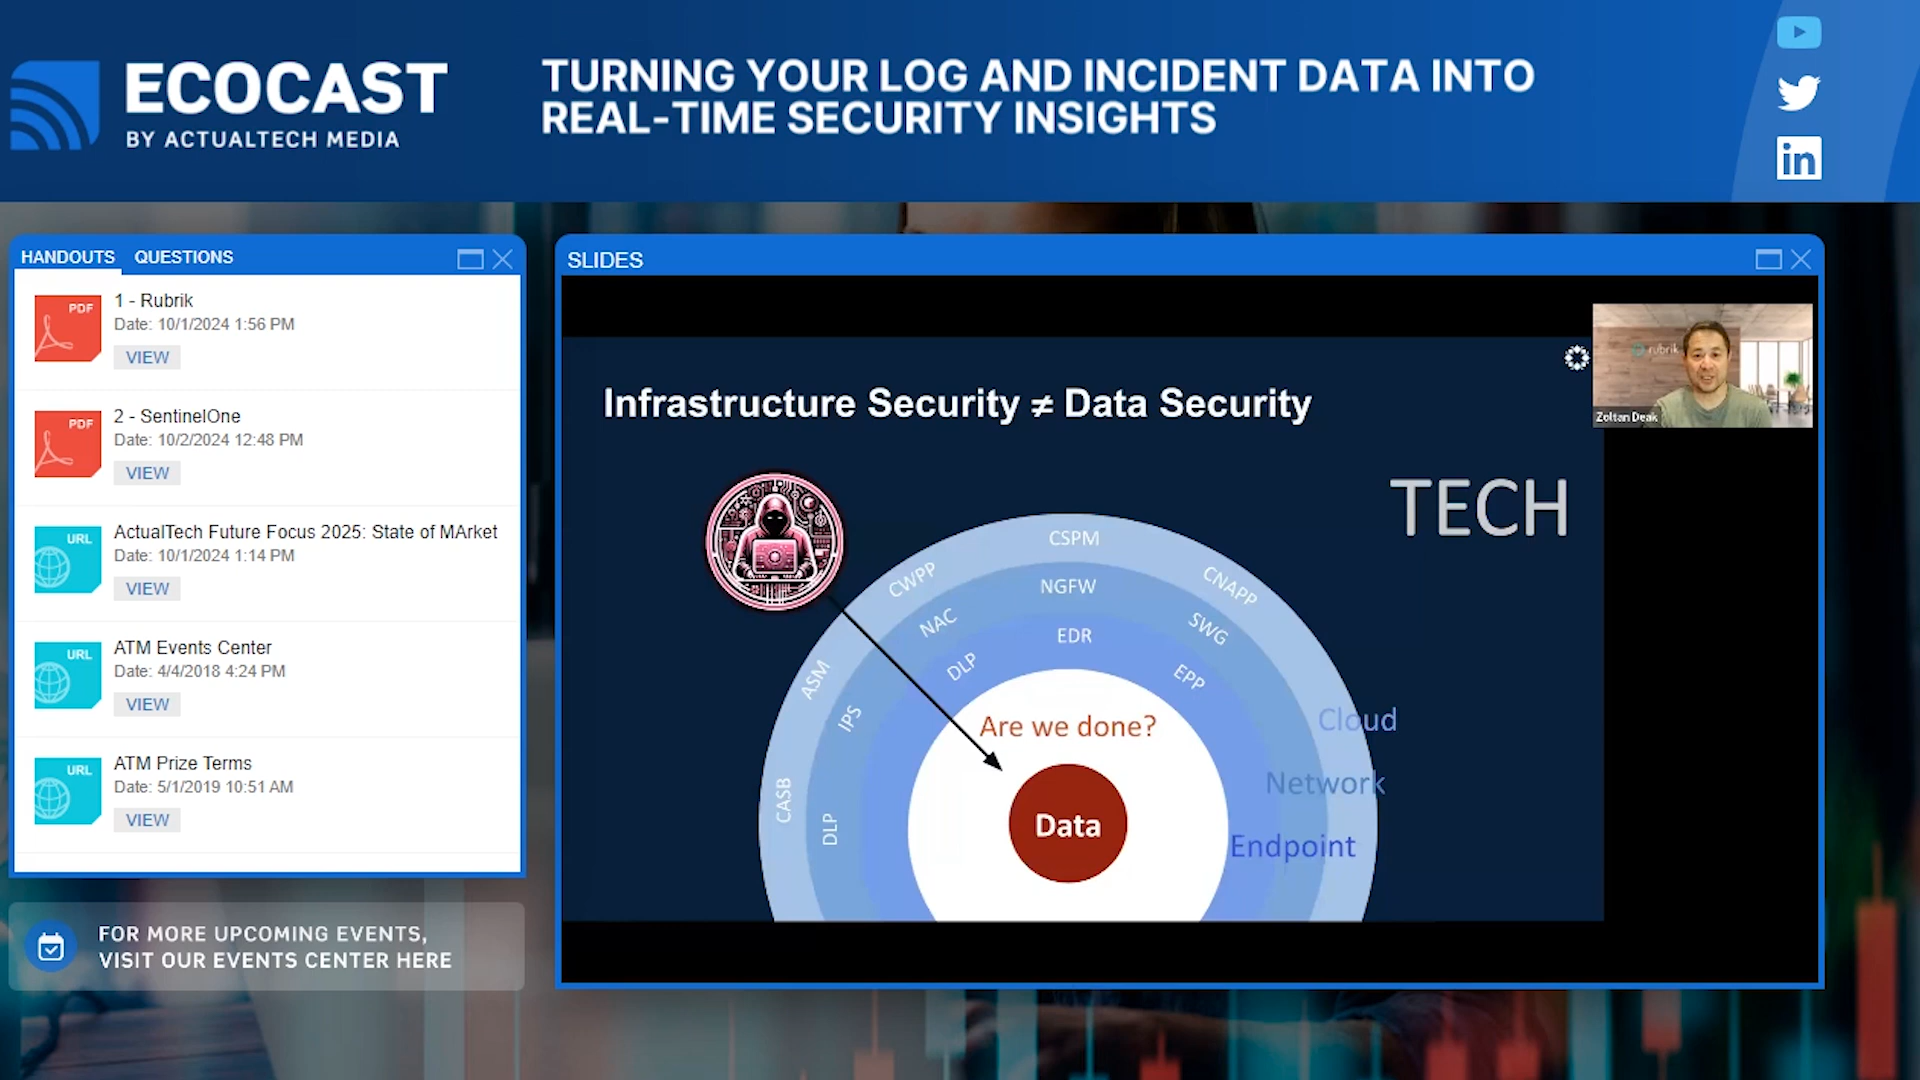 ECOCAST
BY ACTUALTECH MEDIA
TURNING YOUR LOG AND INCIDENT DATA INTO
REAL-TIME SECURITY INSIGHTS
in
HANDOUTS QUESTIONS
PDF
1 - Rubrik
Date: 10/1/2024 1:56 PM
VIEW
PDF
2 - SentinelOne
Date: 10/2/2024 12:48 PM
VIEW
URL
ActualTech Future Focus 2025: State of MArket
Date: 10/1/2024 1:14 PM
VIEW
URL
ATM Events Center
Date: 4/4/2018 4:24 PM
VIEW
URL
ATM Prize Terms
Date: 5/1/2019 10:51 AM
VIEW
FOR MORE UPCOMING EVENTS,
VISIT OUR EVENTS CENTER HERE
SLIDES
rubrik
Zoltan Deak
Infrastructure Security ≠ Data Security
TECH
CSPM
CWPP
CNAPP
ASM
CASB
NGFW
NAC
SWG
IPS
DLP
EDR
DLP
EPP
Are we done?
Data
Cloud
Network
Endpoint